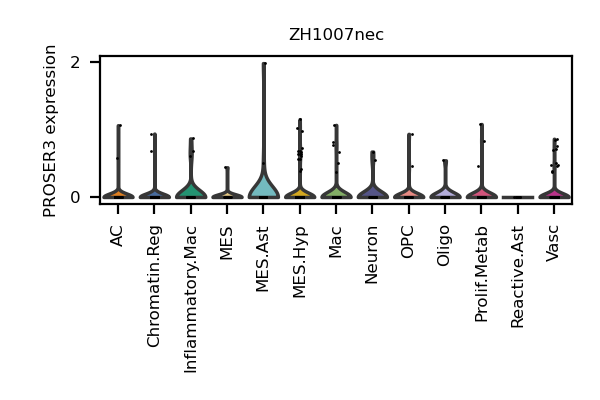 ZH1007nec
PROSER3 expression
2
0
AC
Chromatin.Reg
Inflammatory.Mac
MES
MES.Ast
MES.Hyp
Mac
Neuron
OPC
Oligo
Prolif.Metab
Reactive.Ast
Vasc